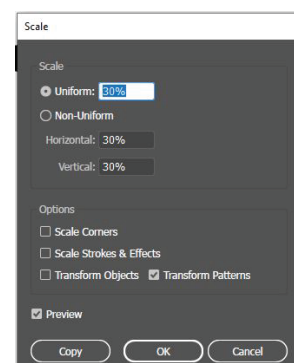 Scale
Scale
Uniform: 30%
Non-Uniform
Horizontal: 30%
Vertical: 30%
Options
Scale Corners
Scale Strokes & Effects
Transform Objects Transform Patterns
Preview
Copy OK Cancel